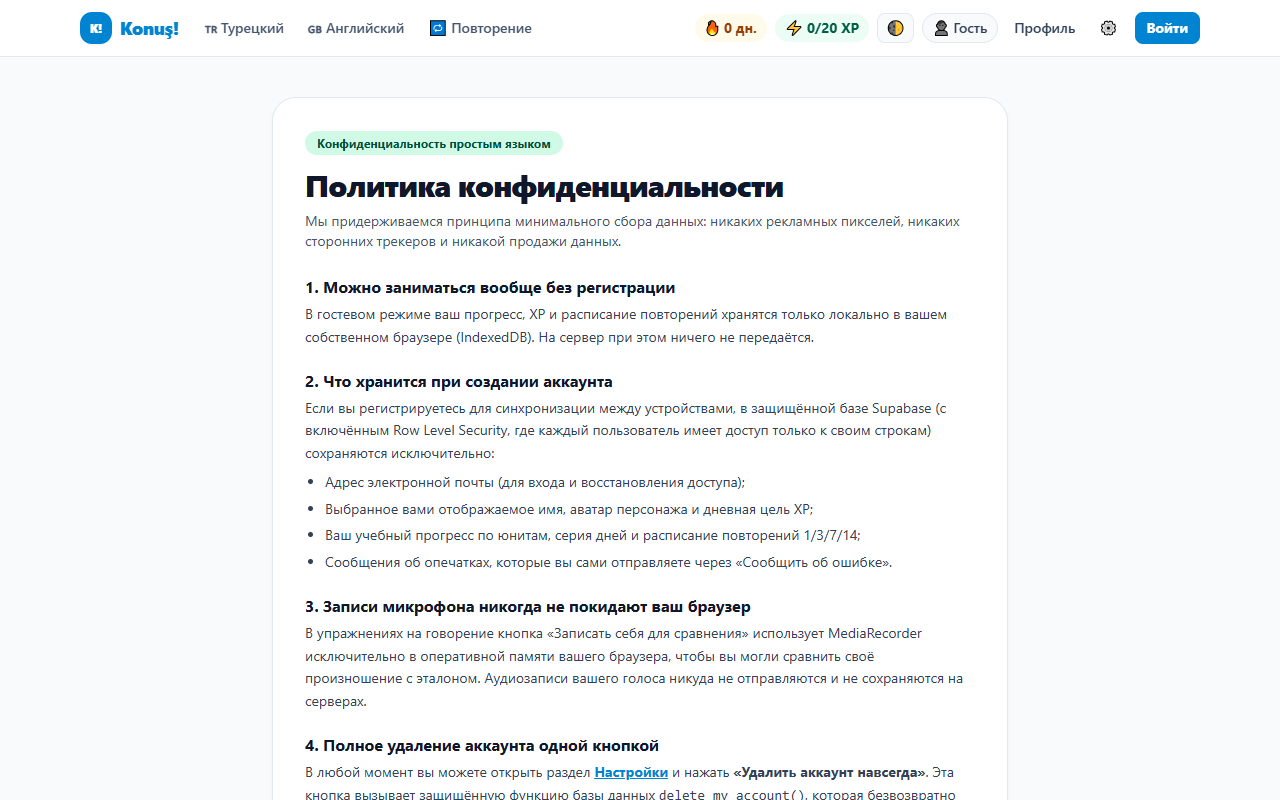 K! Konuş! TR Турецкий GB Английский Повторение 0 дн. 0/20 XP Гость Профиль Войти
Конфиденциальность простым языком
Политика конфиденциальности
Мы придерживаемся принципа минимального сбора данных: никаких рекламных пикселей, никаких
сторонних трекеров и никакой продажи данных.
1. Можно заниматься вообще без регистрации
В гостевом режиме ваш прогресс, XP и расписание повторений хранятся только локально в вашем
собственном браузере (IndexedDB). На сервер при этом ничего не передаётся.
2. Что хранится при создании аккаунта
Если вы регистрируетесь для синхронизации между устройствами, в защищённой базе Supabase (с
включённым Row Level Security, где каждый пользователь имеет доступ только к своим строкам)
сохраняются исключительно:
• Адрес электронной почты (для входа и восстановления доступа);
• Выбранное вами отображаемое имя, аватар персонажа и дневная цель XP;
• Ваш учебный прогресс по юнитам, серия дней и расписание повторений 1/3/7/14;
• Сообщения об опечатках, которые вы сами отправляете через «Сообщить об ошибке».
3. Записи микрофона никогда не покидают ваш браузер
В упражнениях на говорение кнопка «Записать себя для сравнения» использует MediaRecorder
исключительно в оперативной памяти вашего браузера, чтобы вы могли сравнить своё
произношение с эталоном. Аудиозаписи вашего голоса никуда не отправляются и не сохраняются на
серверах.
4. Полное удаление аккаунта одной кнопкой
В любой момент вы можете открыть раздел Настройки и нажать «Удалить аккаунт навсегда». Эта
кнопка вызывает защищённую функцию базы данных delete_my_account(), которая безвозвратно